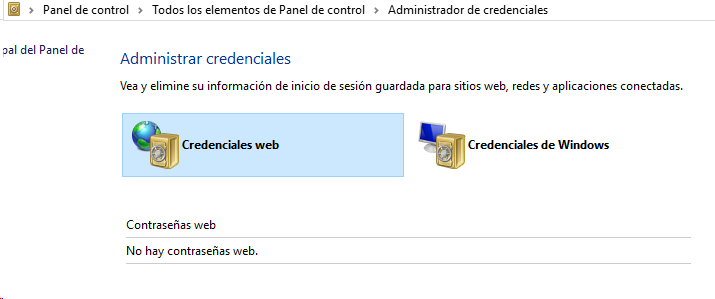 Panel de control > Todos los elementos de Panel de control > Administrador de credenciales
pal del Panel de
Administrar credenciales
Vea y elimine su información de inicio de sesión guardada para sitios web, redes y aplicaciones conectadas.
Credenciales web
Credenciales de Windows
Contraseñas web
No hay contraseñas web.